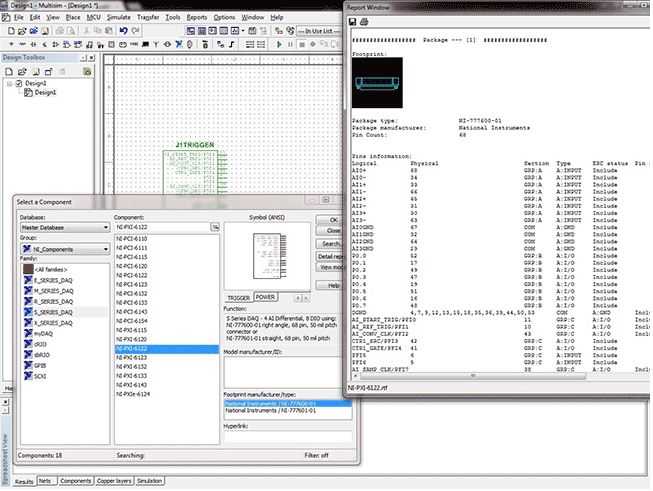 Design1 - Multisim - [Design1 *]
File Edit View Place MCU Simulate Transfer Tools Reports Options Window Help
--- In Use List ---
Design Toolbox
Design1
Design1
J1TRIGGER
Select a Component
Database:
Master Database
Group:
NI_Components
Family:
<All families>
E_SERIES_DAQ
M_SERIES_DAQ
R_SERIES_DAQ
S_SERIES_DAQ
X_SERIES_DAQ
myDAQ
cRIO
sbRIO
GPIB
SCXI
Component:
NI-PXI-6122
NI-PCI-6110
NI-PCI-6115
NI-PCI-6120
NI-PCI-6122
NI-PCI-6123
NI-PCI-6132
NI-PCI-6133
NI-PCI-6143
NI-PCI-6154
NI-PXI-6115
NI-PXI-6120
NI-PXI-6122
NI-PXI-6123
NI-PXI-6132
NI-PXI-6133
NI-PXI-6143
NI-PXIe-6124
Symbol (ANSI)
TRIGGER POWER
Function:
S Series DAQ - 4 AI Differential, 8 DIO using:
NI-777600-01 right angle, 68 pin, 50 mil pitch
connector or
NI-777601-01 straight, 68 pin, 50 mil pitch
Model manufacturer/ID:
Footprint manufacturer/type:
National Instruments / NI-777600-01
National Instruments / NI-777601-01
Hyperlink:
OK
Close
Search...
Detail repo
View mod
Help
Components: 18 Searching: Filter: off
Spreadsheet View
Results Nets Components Copper layers Simulation
Report Window
################## Package --- [1] ##################
Footprint:
Package type: NI-777600-01
Package manufacturer: National Instruments
Pin Count: 68
Pins information:
Logical Physical Section Type ERC status Pin
AI0+ 68 GRP:A A:INPUT Include
AI0- 34 GRP:A A:INPUT Include
AI1+ 33 GRP:A A:INPUT Include
AI1- 66 GRP:A A:INPUT Include
AI2+ 65 GRP:A A:INPUT Include
AI2- 31 GRP:A A:INPUT Include
AI3+ 30 GRP:A A:INPUT Include
AI3- 63 GRP:A A:INPUT Include
AI0GND 67 COM A:GND Include
AI1GND 32 COM A:GND Include
AI2GND 64 COM A:GND Include
AI3GND 29 COM A:GND Include
P0.0 52 GRP:B A:I/O Include
P0.1 17 GRP:B A:I/O Include
P0.2 49 GRP:B A:I/O Include
P0.3 47 GRP:B A:I/O Include
P0.4 19 GRP:B A:I/O Include
P0.5 51 GRP:B A:I/O Include
P0.6 16 GRP:B A:I/O Include
P0.7 48 GRP:B A:I/O Include
DGND 4,7,9,12,13,15,18,35,36,39,44,50,53 COM A:GND Incl
AI_START_TRIG/PFI0 11 GRP:C A:I/O Include
AI_REF_TRIG/PFI1 10 GRP:C A:I/O Include
AI_CONV_CLK/PFI2 43 GRP:C A:I/O Include
CTR1_SRC/PFI3 42 GRP:C A:I/O Include
CTR1_GATE/PFI4 41 GRP:C A:I/O Include
PFI5 6 GRP:C A:INPUT Include
PFI6 5 GRP:C A:INPUT Include
AI_SAMP_CLK/PFI7 38 GRP:C A:I/O Include
NI-PXI-6122.rtf